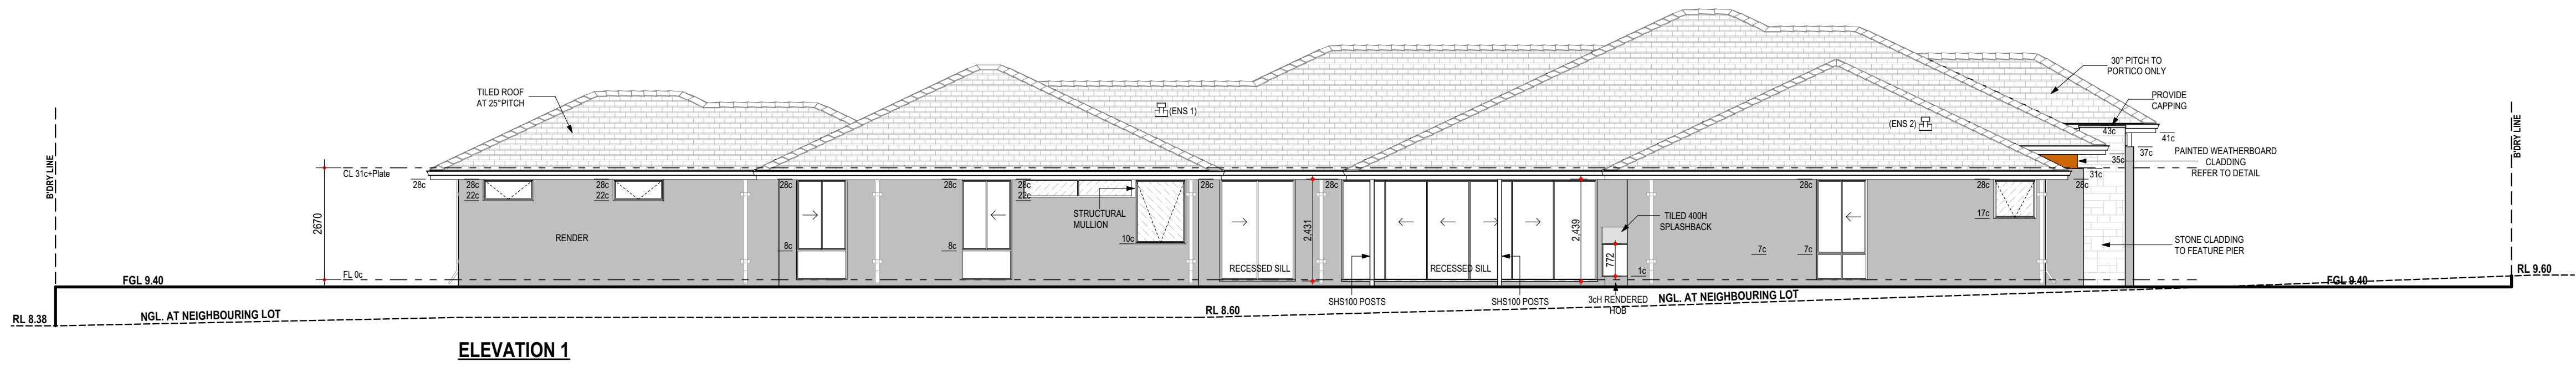 30° PITCH TO
PORTICO ONLY
TILED ROOF
AT 25°PITCH
PROVIDE
CAPPING
(ENS 1)
(ENS 2)
43c
41c
37c
35c
31c
PAINTED WEATHERBOARD
CLADDING
REFER TO DETAIL
B'DRY LINE
B'DRY LINE
CL 31c+Plate
28c
28c
22c
28c
22c
28c
28c
28c
22c
28c
28c
28c
28c
28c
2670
STRUCTURAL
MULLION
10c
8c
8c
RENDER
2,431
2,439
TILED 400H
SPLASHBACK
772
17c
7c
7c
1c
STONE CLADDING
TO FEATURE PIER
RECESSED SILL
RECESSED SILL
FL 0c
FGL 9.40
FGL 9.40
RL 9.60
SHS100 POSTS
SHS100 POSTS
3cH RENDERED
HOB
NGL. AT NEIGHBOURING LOT
RL 8.38
NGL. AT NEIGHBOURING LOT
RL 8.60
ELEVATION 1